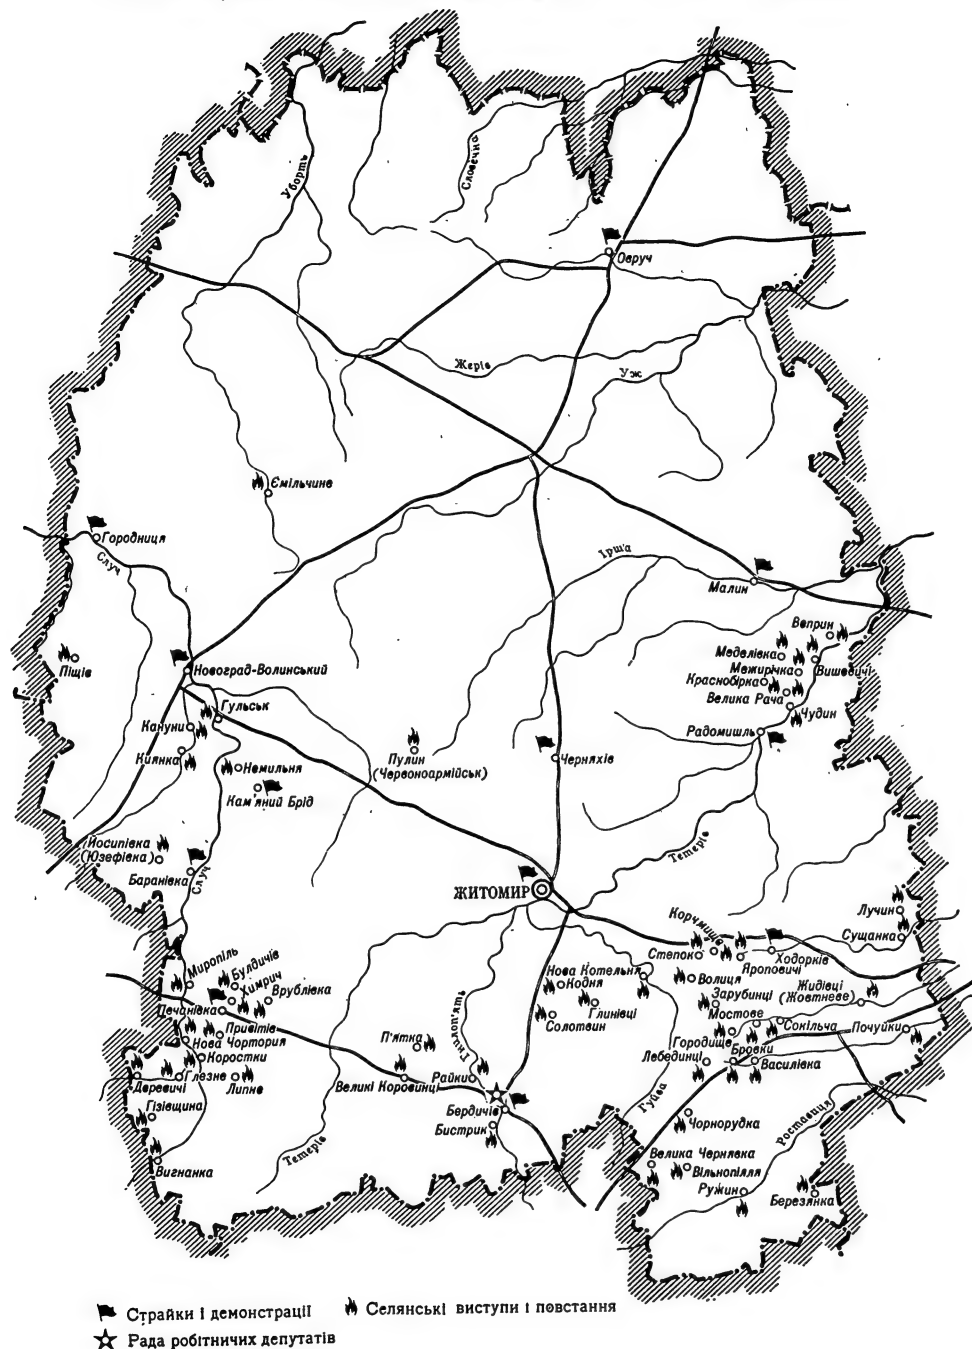 Уборть
Словечна
Овруч
Жерів
Уж
Ємільчине
Городниця
Случ
Ірша
Малин
Веприн
Меделівка
Вишевичі
Межирічка
Краснобірка
Велика Рача
Чудин
Радомишль
Піщів
Новоград-Волинський
Гульськ
Кануни
Киянка
Немильня
Кам'яний Брід
Пулин
(Червоноармійськ)
Черняхів
Йосипівка
(Юзефівка)
Баранівка
Случ
Тетерів
ЖИТОМИР
Корчмище
Лучин
Сущанка
Степок
Ходорків
Яроповичі
Миропіль
Булдичів
Химрич
Врублівка
Печанівка
Нова Котельня
Кодня
Глинівці
Солотвин
Волиця
Зарубинці
Жидівці
(Жовтневе)
Мостове
Сокільча
Почуйки
Городище
Бровки
Лебединці
Василівка
Привітів
Нова Чортория
Коростки
П'ятка
Гнилоп'ять
Деревичі
Глезне
Липне
Великі Коровинці
Райки
Гізівщина
Бердичів
Бистрик
Гуйва
Чорнорудка
Роставиця
Вигнанка
Тетерів
Велика Чернявка
Вільнопілля
Ружин
Березянка
Страйки і демонстрації
Селянські виступи і повстання
Рада робітничих депутатів